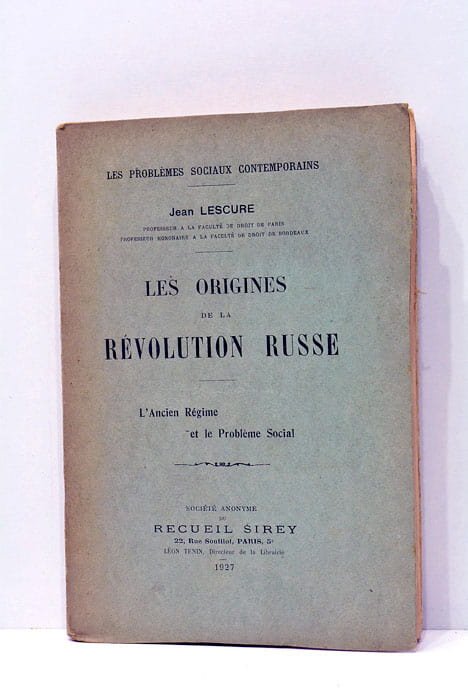 LES PROBLÈMES SOCIAUX CONTEMPORAINS
Jean LESCURE
PROFESSEUR A LA FACULTÉ DE DROIT DE PARIS
PROFESSEUR HONORAIRE A LA FACULTÉ DE DROIT DE BORDEAUX
LES ORIGINES
DE LA
RÉVOLUTION RUSSE
L'Ancien Régime
et le Problème Social
SOCIÉTÉ ANONYME
DU
RECUEIL SIREY
22, Rue Soufflot, PARIS, 5e
LÉON TENIN, Directeur de la Librairie
1927